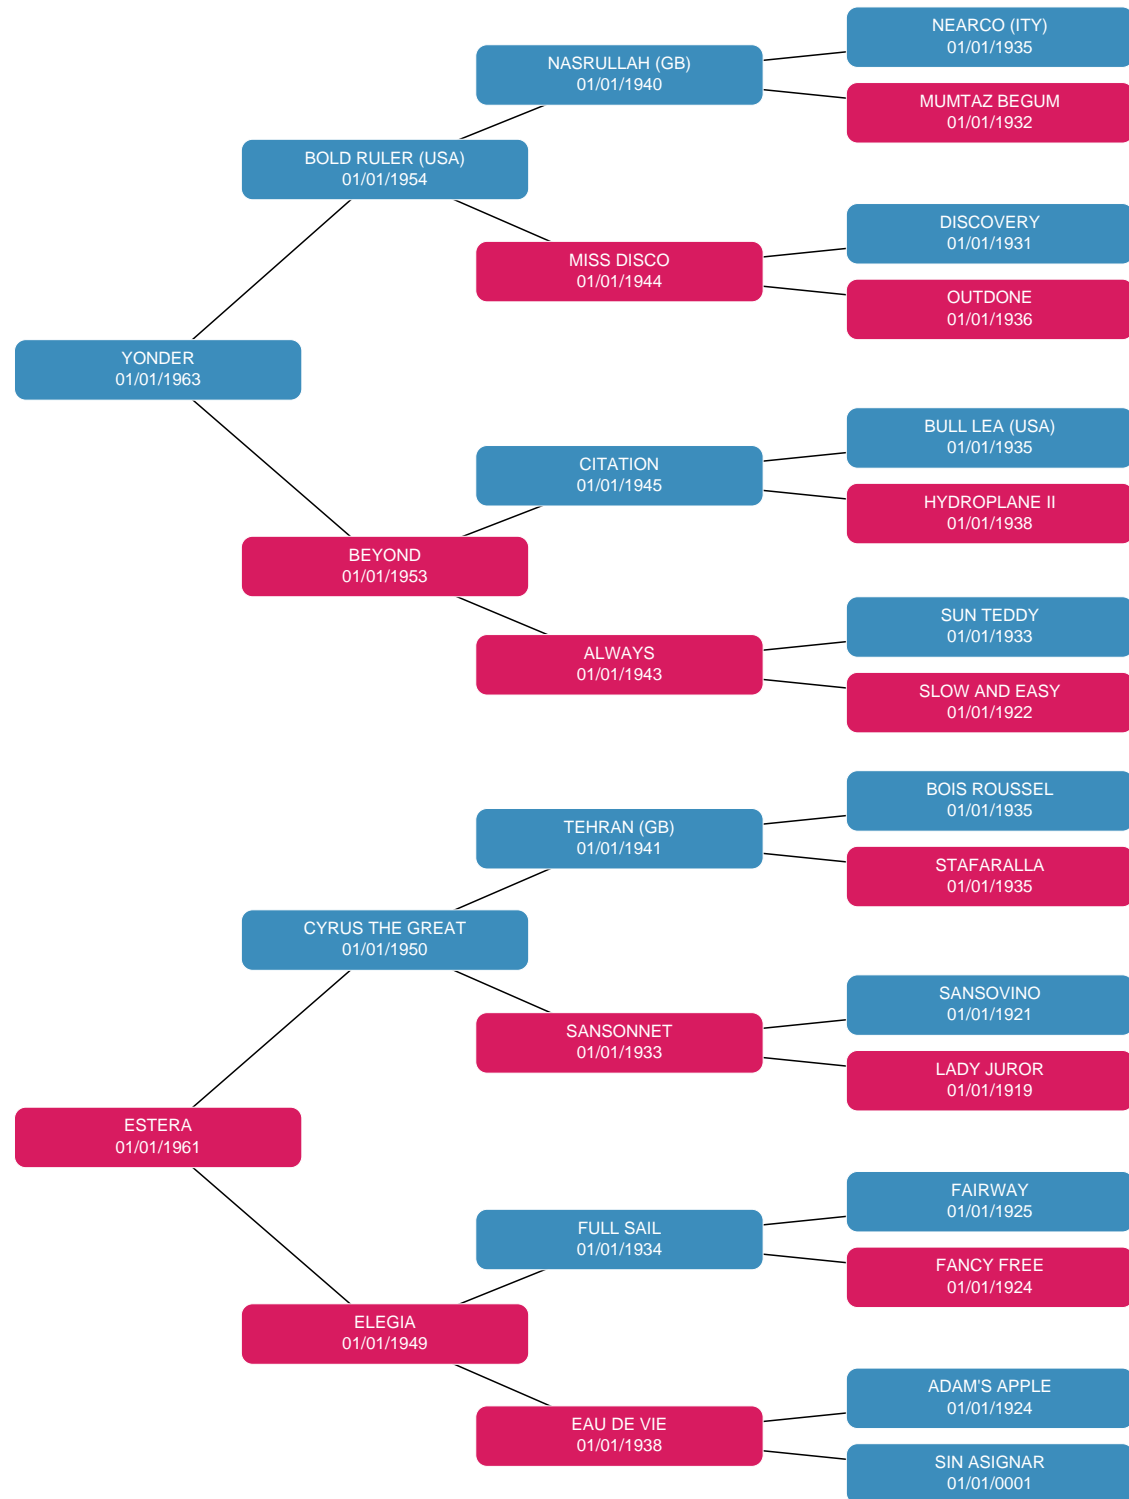 NEARCO (ITY)
01/01/1935
NASRULLAH (GB)
01/01/1940
MUMTAZ BEGUM
01/01/1932
BOLD RULER (USA)
01/01/1954
DISCOVERY
01/01/1931
MISS DISCO
01/01/1944
OUTDONE
01/01/1936
YONDER
01/01/1963
BULL LEA (USA)
01/01/1935
CITATION
01/01/1945
HYDROPLANE II
01/01/1938
BEYOND
01/01/1953
SUN TEDDY
01/01/1933
ALWAYS
01/01/1943
SLOW AND EASY
01/01/1922
BOIS ROUSSEL
01/01/1935
TEHRAN (GB)
01/01/1941
STAFARALLA
01/01/1935
CYRUS THE GREAT
01/01/1950
SANSOVINO
01/01/1921
SANSONNET
01/01/1933
LADY JUROR
01/01/1919
ESTERA
01/01/1961
FAIRWAY
01/01/1925
FULL SAIL
01/01/1934
FANCY FREE
01/01/1924
ELEGIA
01/01/1949
ADAM'S APPLE
01/01/1924
EAU DE VIE
01/01/1938
SIN ASIGNAR
01/01/0001